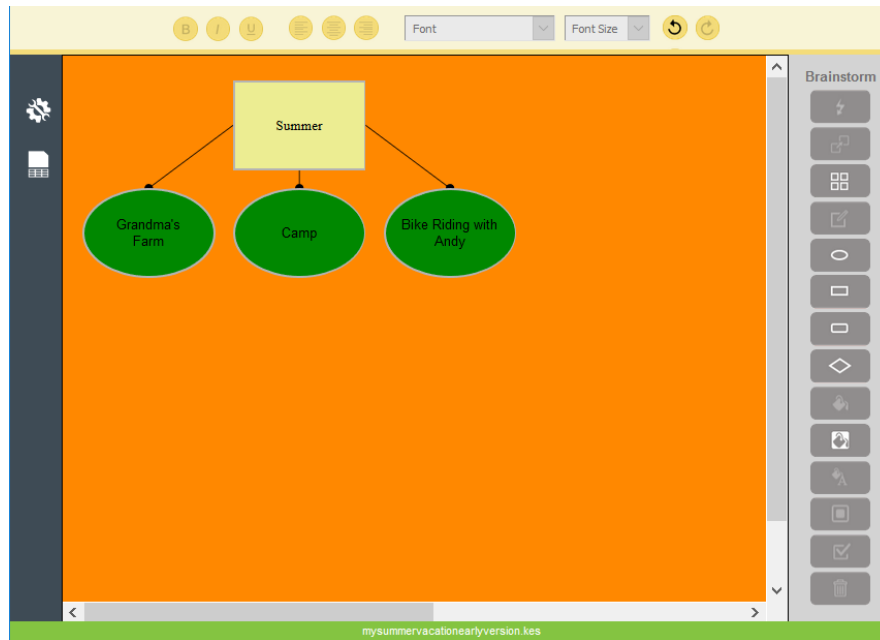 B I U Font Font Size
Brainstorm
Summer
Grandma's
Farm
Camp
Bike Riding with
Andy
A
mysummervacationearlyversion.kes